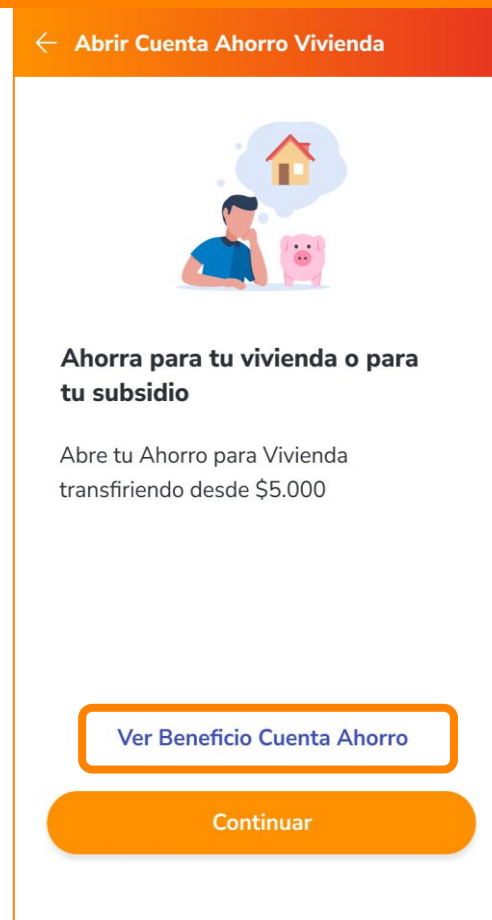 Abrir Cuenta Ahorro Vivienda
Ahorra para tu vivienda o para
tu subsidio
Abre tu Ahorro para Vivienda
transfiriendo desde $5.000
Ver Beneficio Cuenta Ahorro
Continuar